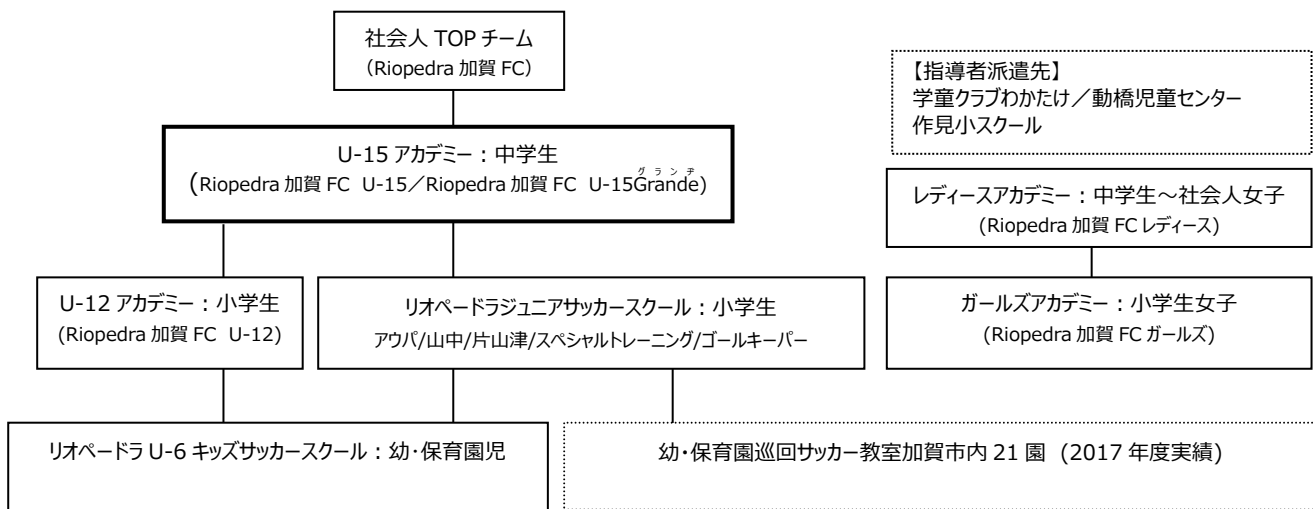 社会人 TOP チーム
(Riopedra 加賀 FC)
【指導者派遣先】
学童クラブわかたけ／動橋児童センター
作見小スクール
U-15 アカデミー：中学生
グランデ
(Riopedra 加賀 FC U-15／Riopedra 加賀 FC U-15Grande)
レディースアカデミー：中学生～社会人女子
(Riopedra 加賀 FC レディース)
U-12 アカデミー：小学生
(Riopedra 加賀 FC U-12)
リオペードラジュニアサッカースクール：小学生
アウパ/山中/片山津/スペシャルトレーニング/ゴールキーパー
ガールズアカデミー：小学生女子
(Riopedra 加賀 FC ガールズ)
リオペードラ U-6 キッズサッカースクール：幼・保育園児
幼・保育園巡回サッカー教室加賀市内 21 園 (2017 年度実績)